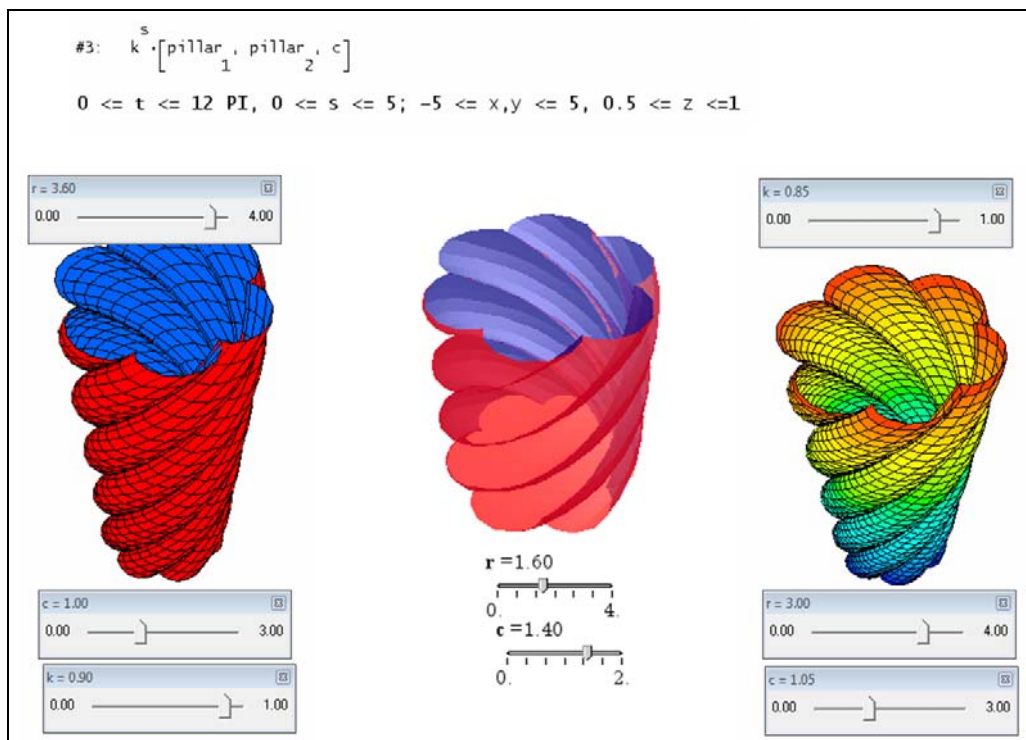 #3: k^s·[pillar₁, pillar₂, c]
0 <= t <= 12 PI, 0 <= s <= 5; -5 <= x,y <= 5, 0.5 <= z <=1
r = 3.60
0.00 4.00
k = 0.85
0.00 1.00
r =1.60
0. 4.
c =1.40
0. 2.
c = 1.00
0.00 3.00
k = 0.90
0.00 1.00
r = 3.00
0.00 4.00
c = 1.05
0.00 3.00